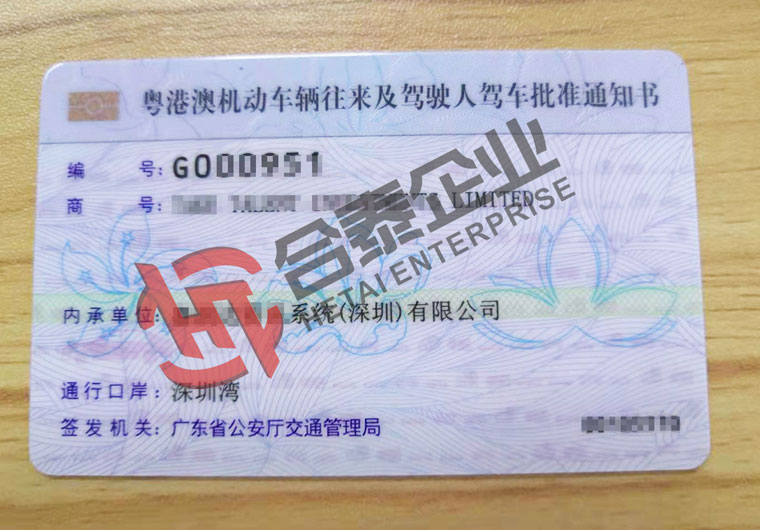 粤港澳机动车辆往来及驾驶人驾车批准通知书
编 号：G000951
商 号： TALENT LIMITED
合泰企业
HETAI ENTERPRISE
内承单位： 系统(深圳)有限公司
通行口岸：深圳湾
签发机关：广东省公安厅交通管理局